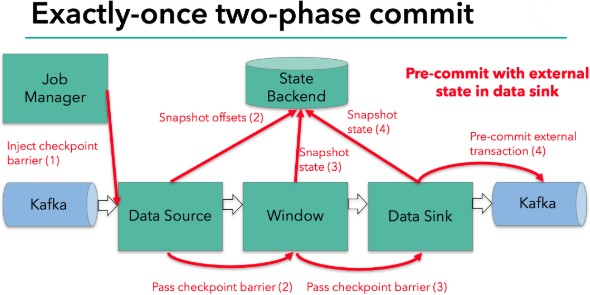 Exactly-once two-phase commit
Job
Manager
State
Backend
Pre-commit with external
state in data sink
Snapshot offsets (2)
Snapshot
state (4)
Inject checkpoint
barrier (1)
Snapshot
state (3)
Pre-commit external
transaction (4)
Kafka
Data Source
Window
Data Sink
Kafka
Pass checkpoint barrier (2)
Pass checkpoint barrier (3)